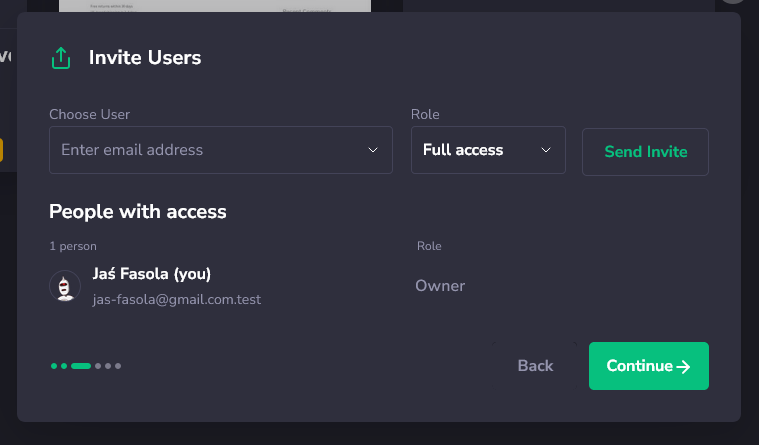 Invite Users
Choose User
Role
Enter email address
Full access
Send Invite
People with access
1 person
Role
Jaś Fasola (you)
jas-fasola@gmail.com.test
Owner
Back
Continue